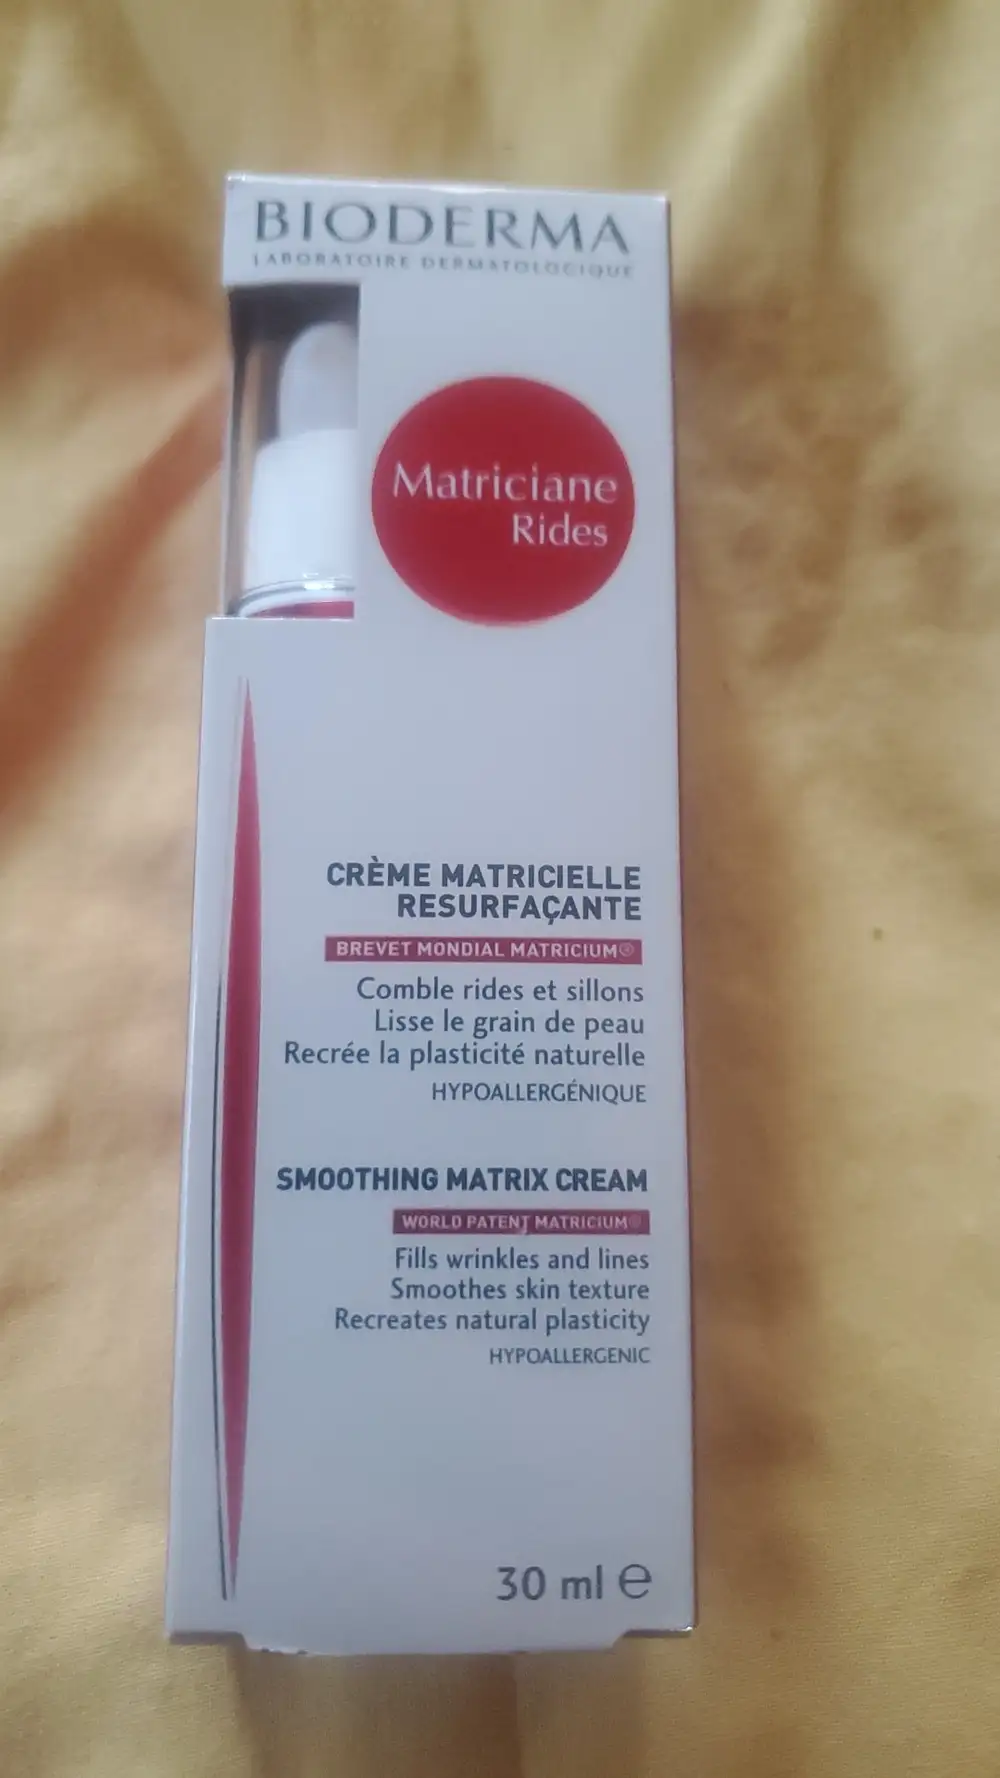 BIODERMA
LABORATOIRE DERMATOLOGIQUE
Matriciane
Rides
CRÈME MATRICIELLE
RESURFAÇANTE
BREVET MONDIAL MATRICIUM®
Comble rides et sillons
Lisse le grain de peau
Recrée la plasticité naturelle
HYPOALLERGÉNIQUE
SMOOTHING MATRIX CREAM
WORLD PATENT MATRICIUM®
Fills wrinkles and lines
Smoothes skin texture
Recreates natural plasticity
HYPOALLERGENIC
30 ml ℮